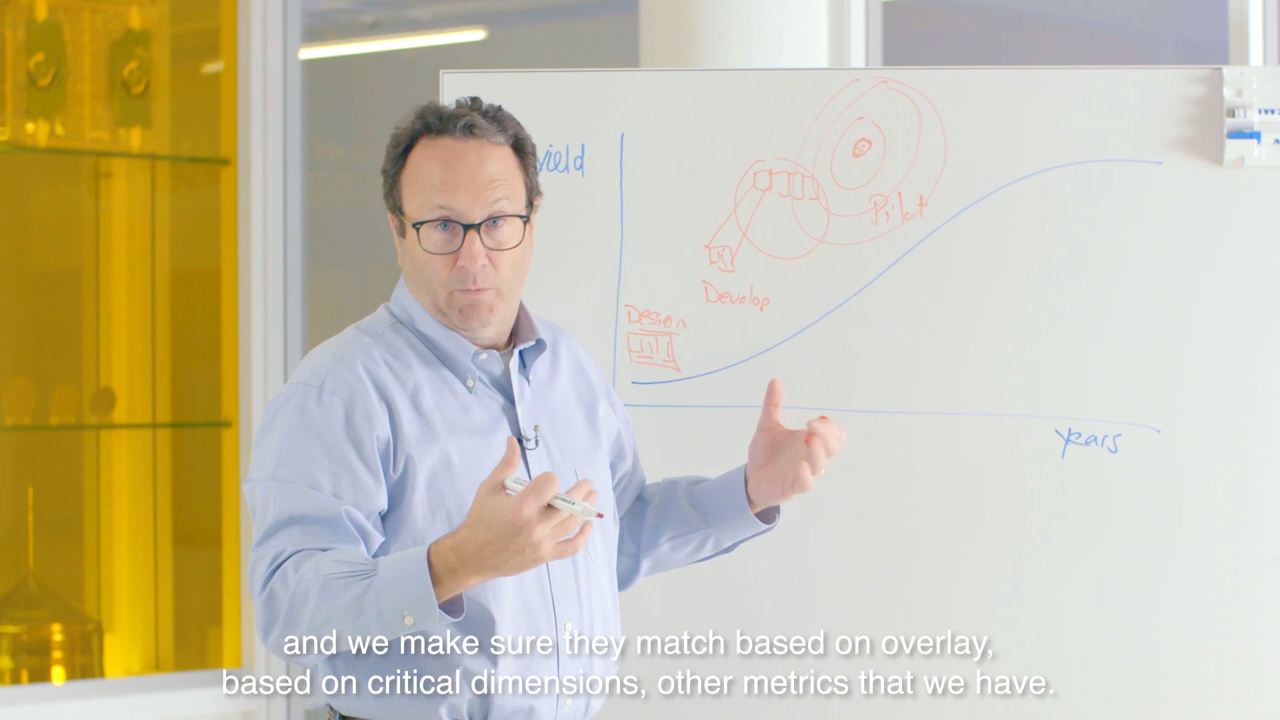 yield
Pilot
Develop
Design
years
and we make sure they match based on overlay,
based on critical dimensions, other metrics that we have.